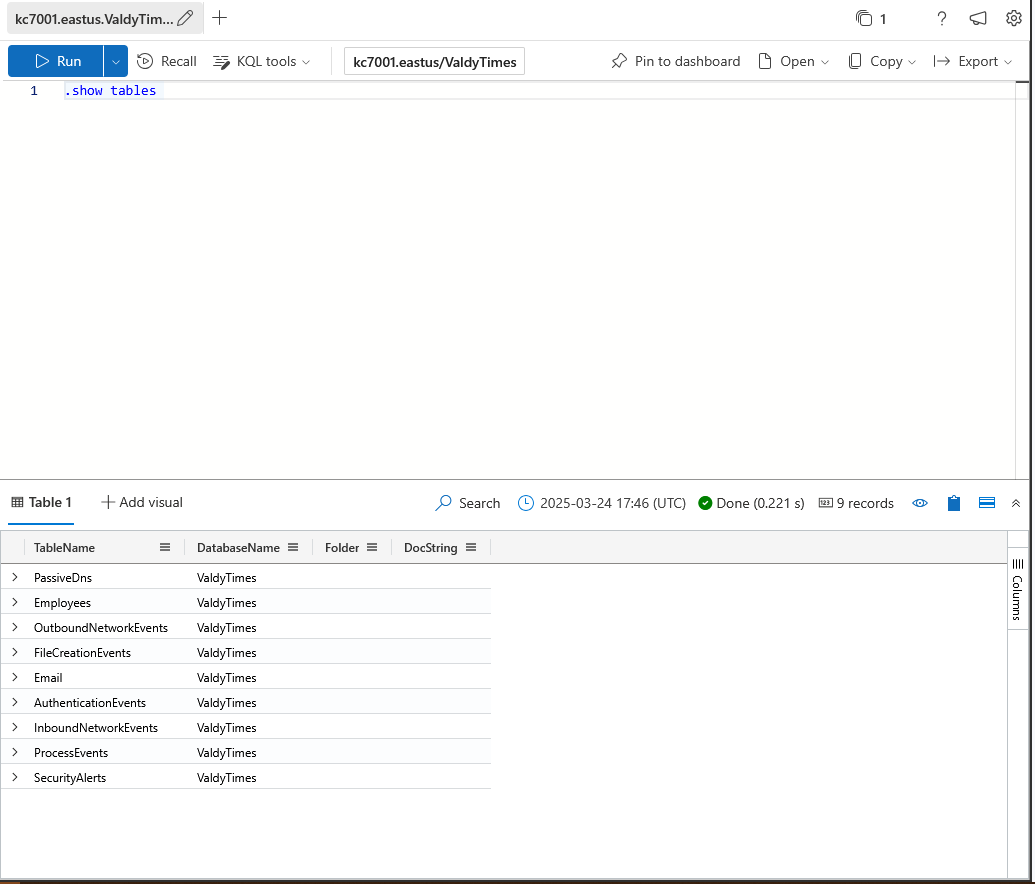 kc7001.eastus.ValdyTim... 1 ?
Run Recall KQL tools kc7001.eastus/ValdyTimes Pin to dashboard Open Copy Export
1 .show tables
Table 1 Add visual Search 2025-03-24 17:46 (UTC) Done (0.221 s) 123 9 records
TableName DatabaseName Folder DocString
PassiveDns ValdyTimes
Employees ValdyTimes
OutboundNetworkEvents ValdyTimes
FileCreationEvents ValdyTimes
Email ValdyTimes
AuthenticationEvents ValdyTimes
InboundNetworkEvents ValdyTimes
ProcessEvents ValdyTimes
SecurityAlerts ValdyTimes
Columns